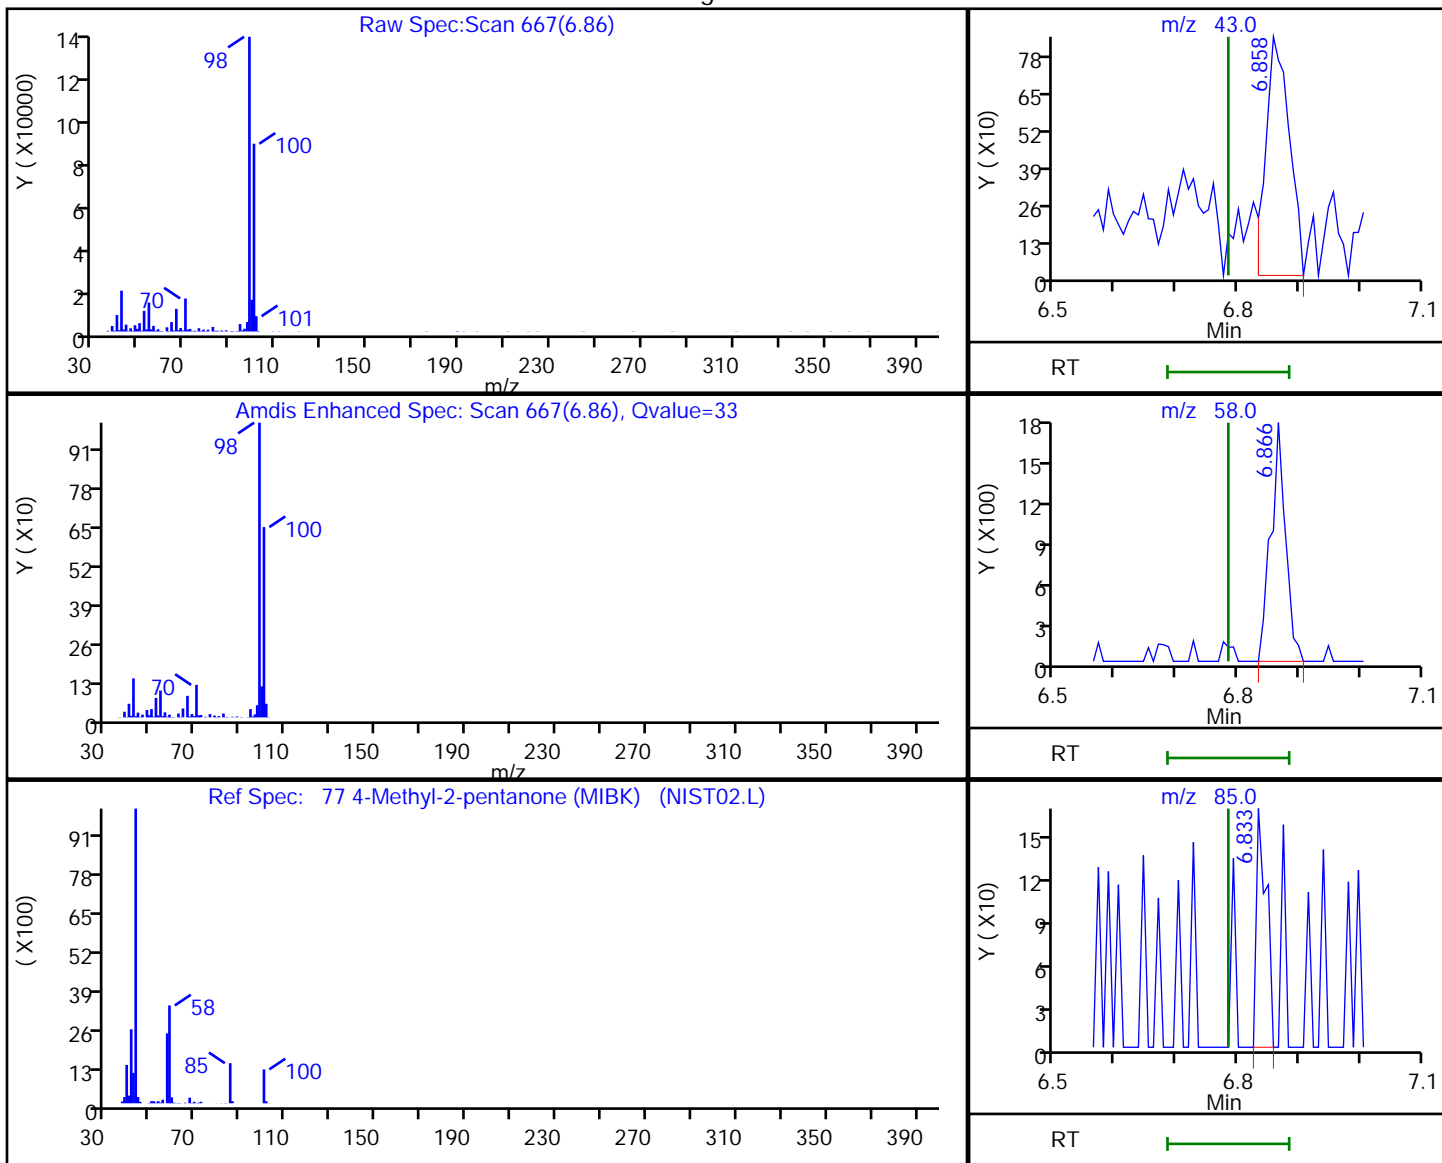 Raw Spec:Scan 667(6.86)
Y ( X10000)
14
12
10
8
6
4
2
0
98
100
70
101
30 70 110 150 190 230 270 310 350 390
m/z
m/z 43.0
Y ( X10)
78
65
52
39
26
13
0
6.858
6.5 6.8 7.1
Min
RT
Amdis Enhanced Spec: Scan 667(6.86), Qvalue=33
Y ( X10)
91
78
65
52
39
26
13
0
98
100
70
30 70 110 150 190 230 270 310 350 390
m/z
m/z 58.0
Y ( X100)
18
15
12
9
6
3
0
6.866
6.5 6.8 7.1
Min
RT
Ref Spec: 77 4-Methyl-2-pentanone (MIBK) (NIST02.L)
( X100)
91
78
65
52
39
26
13
0
58
85
100
30 70 110 150 190 230 270 310 350 390
m/z 85.0
Y ( X10)
15
12
9
6
3
0
6.833
6.5 6.8 7.1
Min
RT